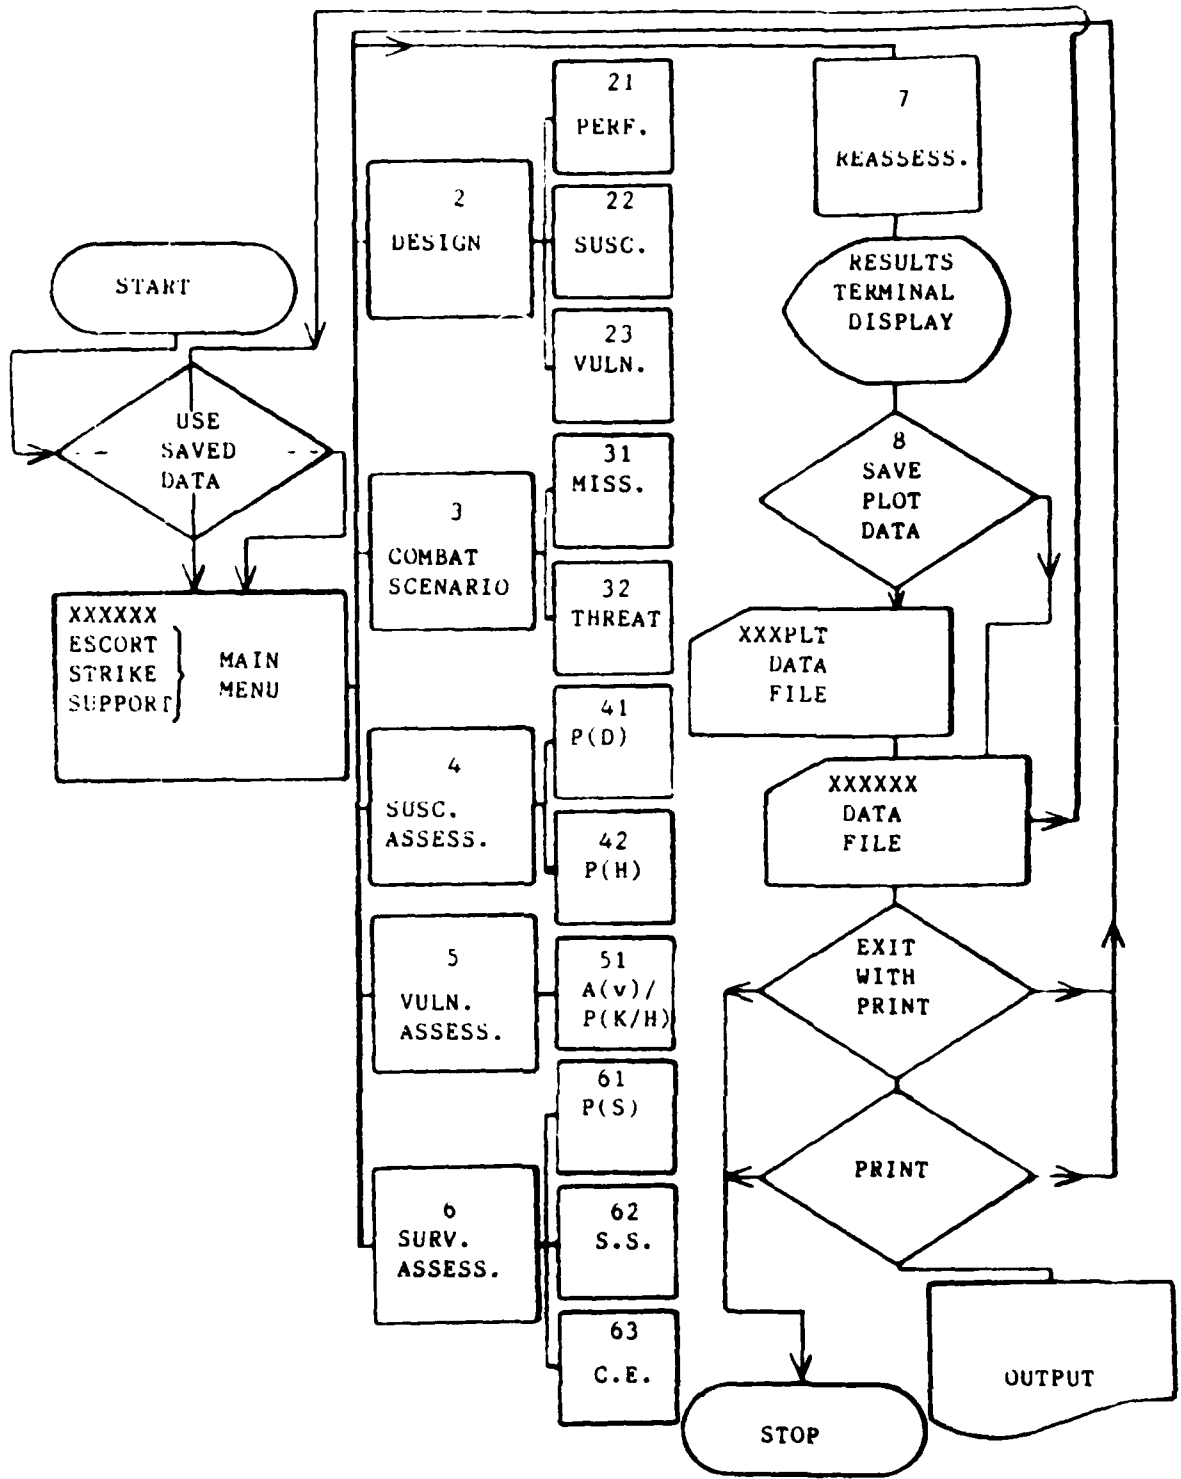 START
USE
SAVED
DATA
XXXXXX
ESCORT
STRIKE
SUPPORT
MAIN
MENU
2
DESIGN
21
PERF.
22
SUSC.
23
VULN.
3
COMBAT
SCENARIO
31
MISS.
32
THREAT
4
SUSC.
ASSESS.
41
P(D)
42
P(H)
5
VULN.
ASSESS.
51
A(v)/
P(K/H)
6
SURV.
ASSESS.
61
P(S)
62
S.S.
63
C.E.
7
REASSESS.
RESULTS
TERMINAL
DISPLAY
8
SAVE
PLOT
DATA
XXXPLT
DATA
FILE
XXXXXX
DATA
FILE
EXIT
WITH
PRINT
PRINT
OUTPUT
STOP